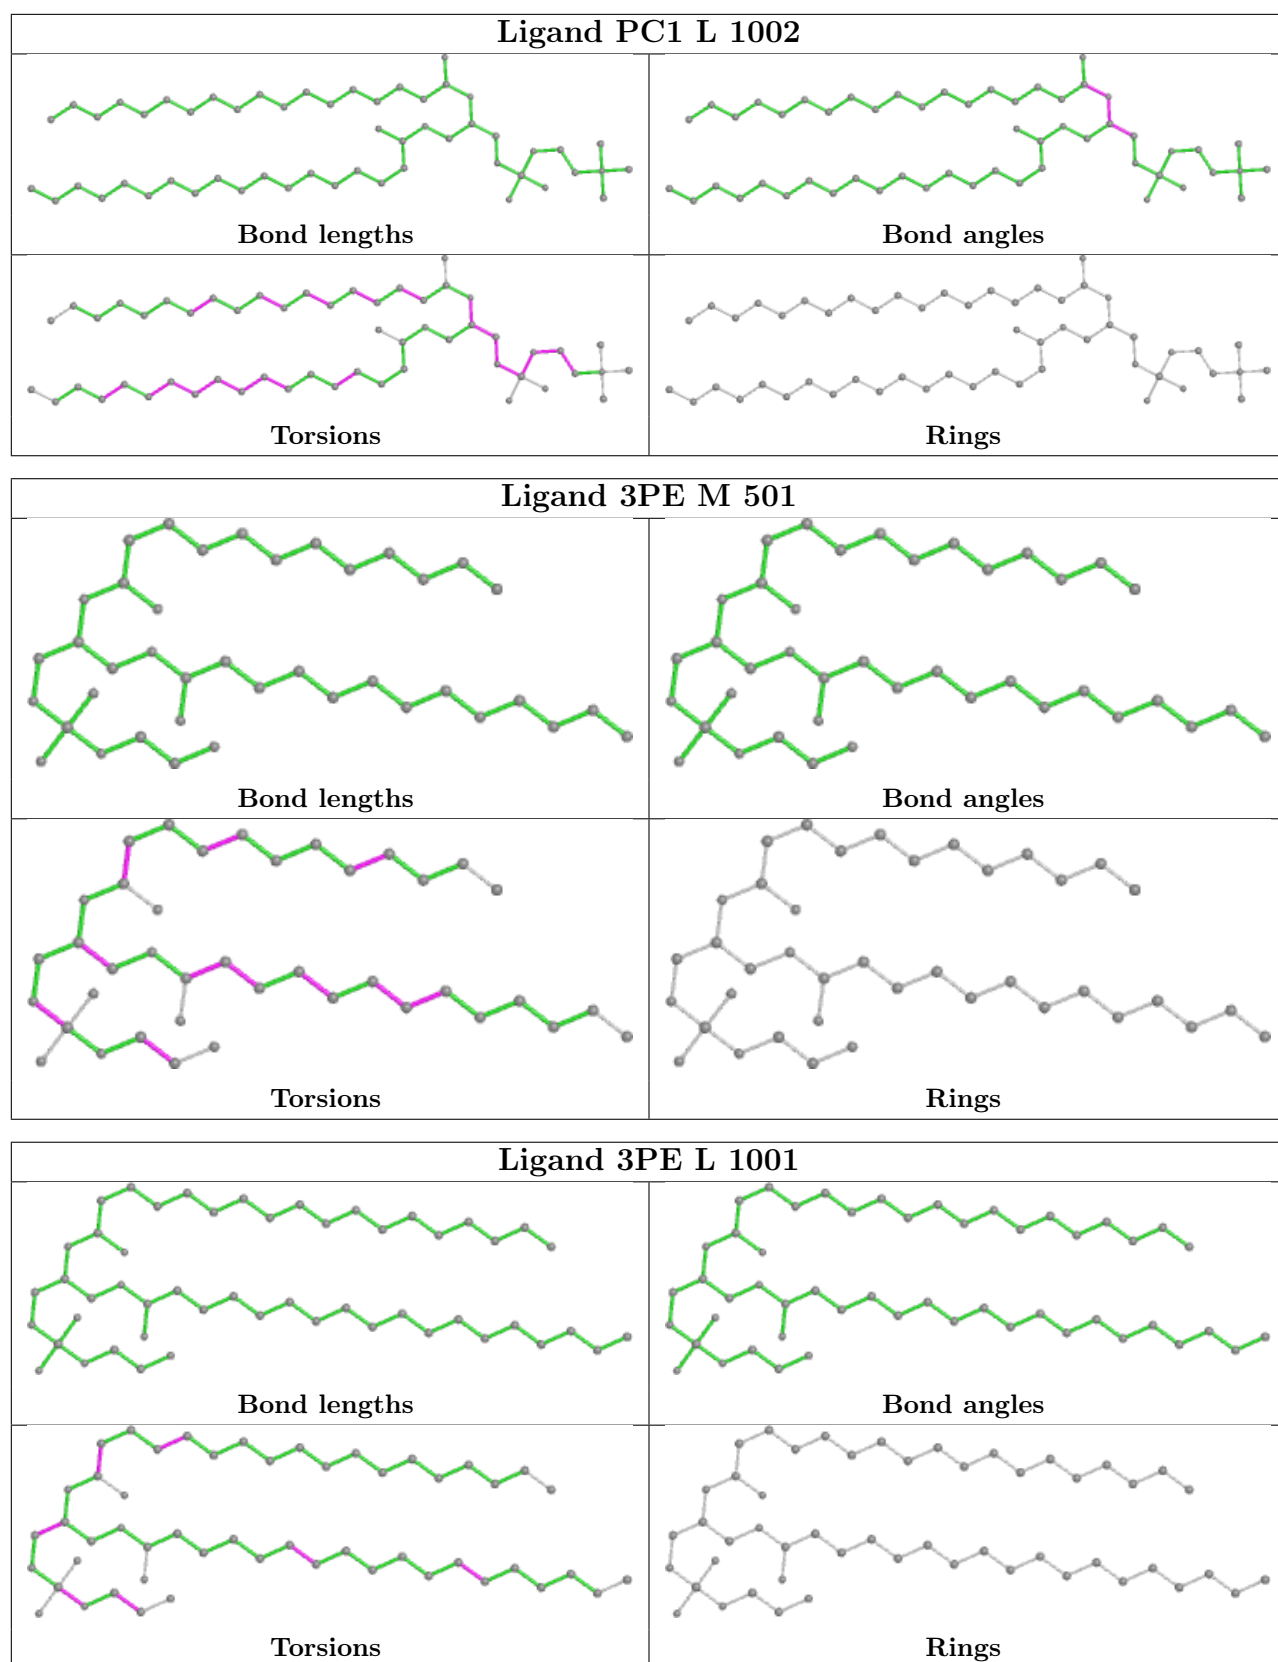 Ligand PC1 L 1002
Bond lengths
Bond angles
Torsions
Rings
Ligand 3PE M 501
Bond lengths
Bond angles
Torsions
Rings
Ligand 3PE L 1001
Bond lengths
Bond angles
Torsions
Rings